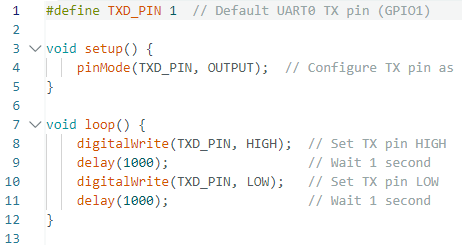 1 #define TXD_PIN 1  // Default UART0 TX pin (GPIO1)
2
3 void setup() {
4     pinMode(TXD_PIN, OUTPUT);  // Configure TX pin as
5 }
6
7 void loop() {
8     digitalWrite(TXD_PIN, HIGH);  // Set TX pin HIGH
9     delay(1000);                  // Wait 1 second
10     digitalWrite(TXD_PIN, LOW);   // Set TX pin LOW
11     delay(1000);                  // Wait 1 second
12 }
13